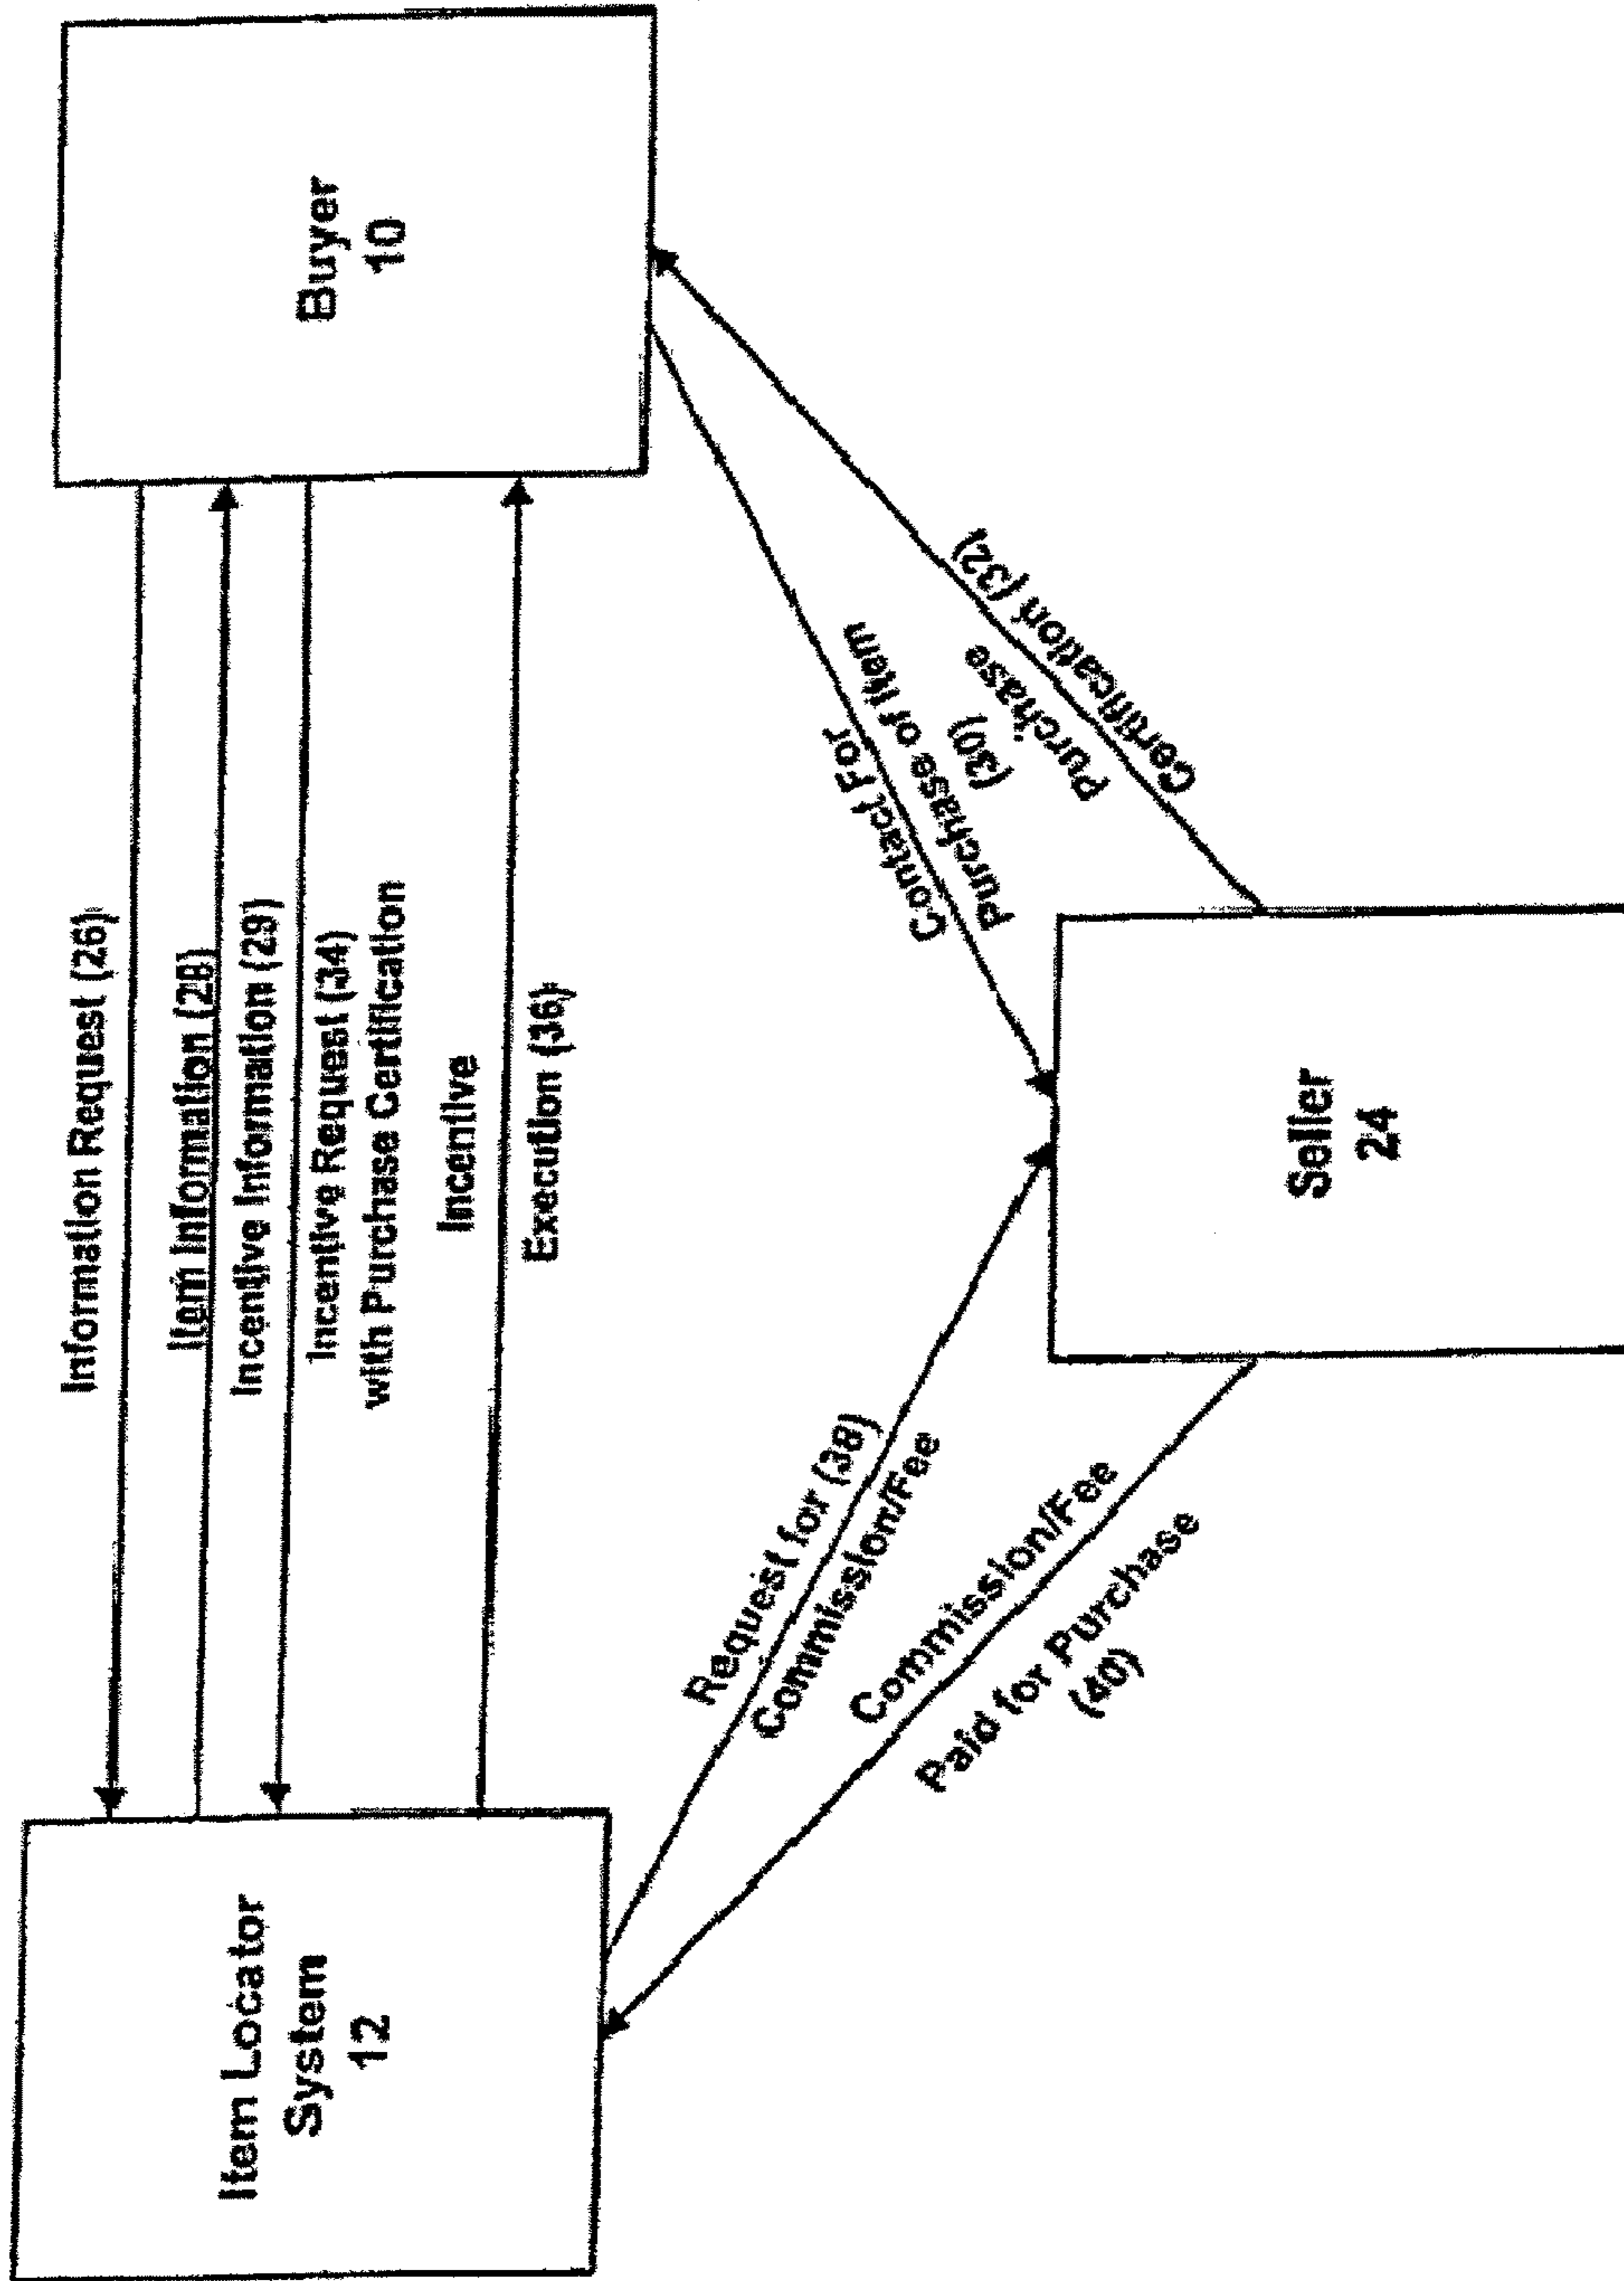 Item Locator
System
12
Information Request (26)
Item Information (28)
Incentive Information (29)
Incentive Request (34)
with Purchase Certification
Incentive
Execution (36)
Buyer
10
Request for (38)
Commission/Fee
Commission/Fee
Paid for Purchase
(40)
Contact For
Purchase of Item
(30)
Purchase
Certification (32)
Seller
24